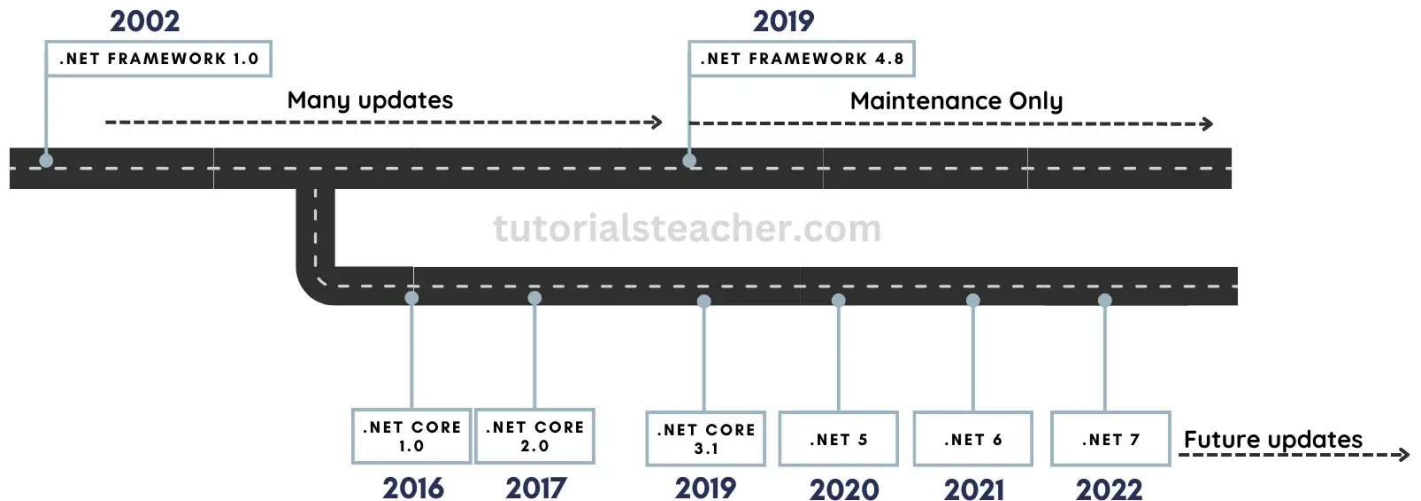 2002
.NET FRAMEWORK 1.0
2019
.NET FRAMEWORK 4.8
Many updates
Maintenance Only
tutorialsteacher.com
.NET CORE
1.0
2016
.NET CORE
2.0
2017
.NET CORE
3.1
2019
.NET 5
2020
.NET 6
2021
.NET 7
2022
Future updates